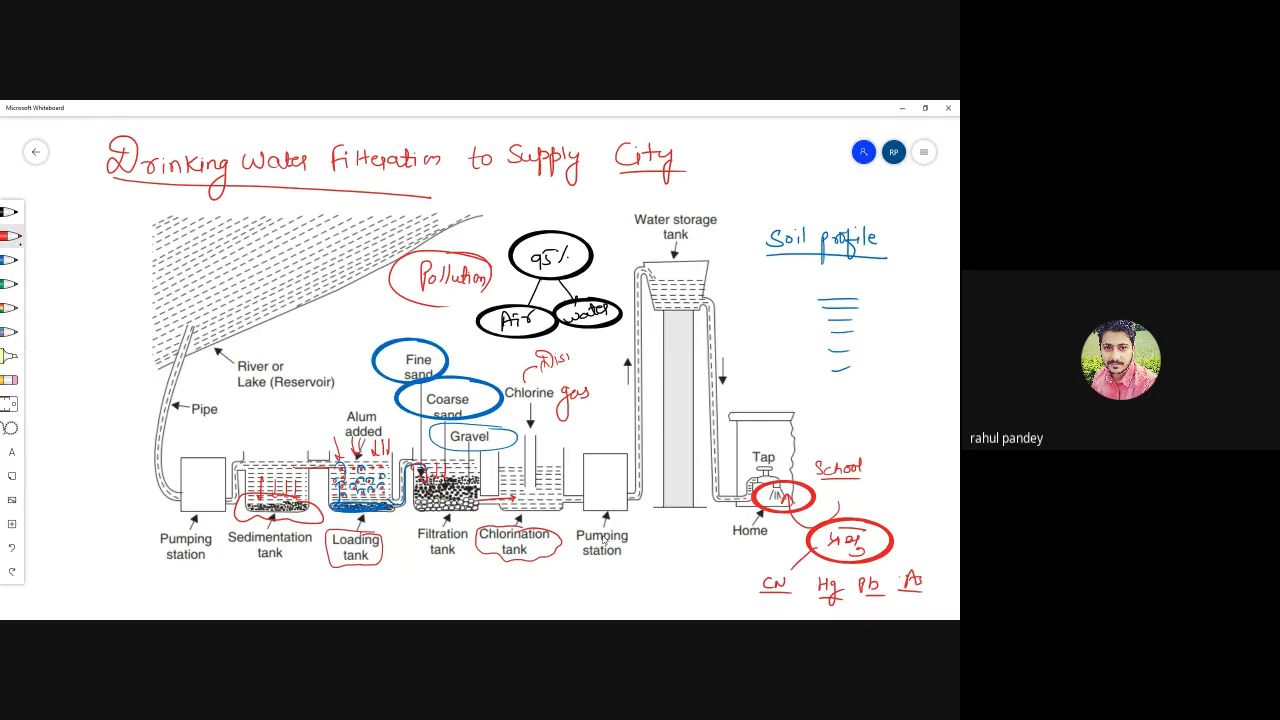 Microsoft Whiteboard
Drinking Water Filteration to Supply City
RP
Water storage
tank
Soil profile
95%
Pollution
Air
Water
River or
Lake (Reservoir)
Fine
sand
Disi
Chlorine
gas
Coarse
sand
Pipe
Alum
added
Gravel
Tap
School
rahul pandey
Pumping
station
Sedimentation
tank
Loading
tank
Filtration
tank
Chlorination
tank
Pumping
station
Home
CN Hg Pb As